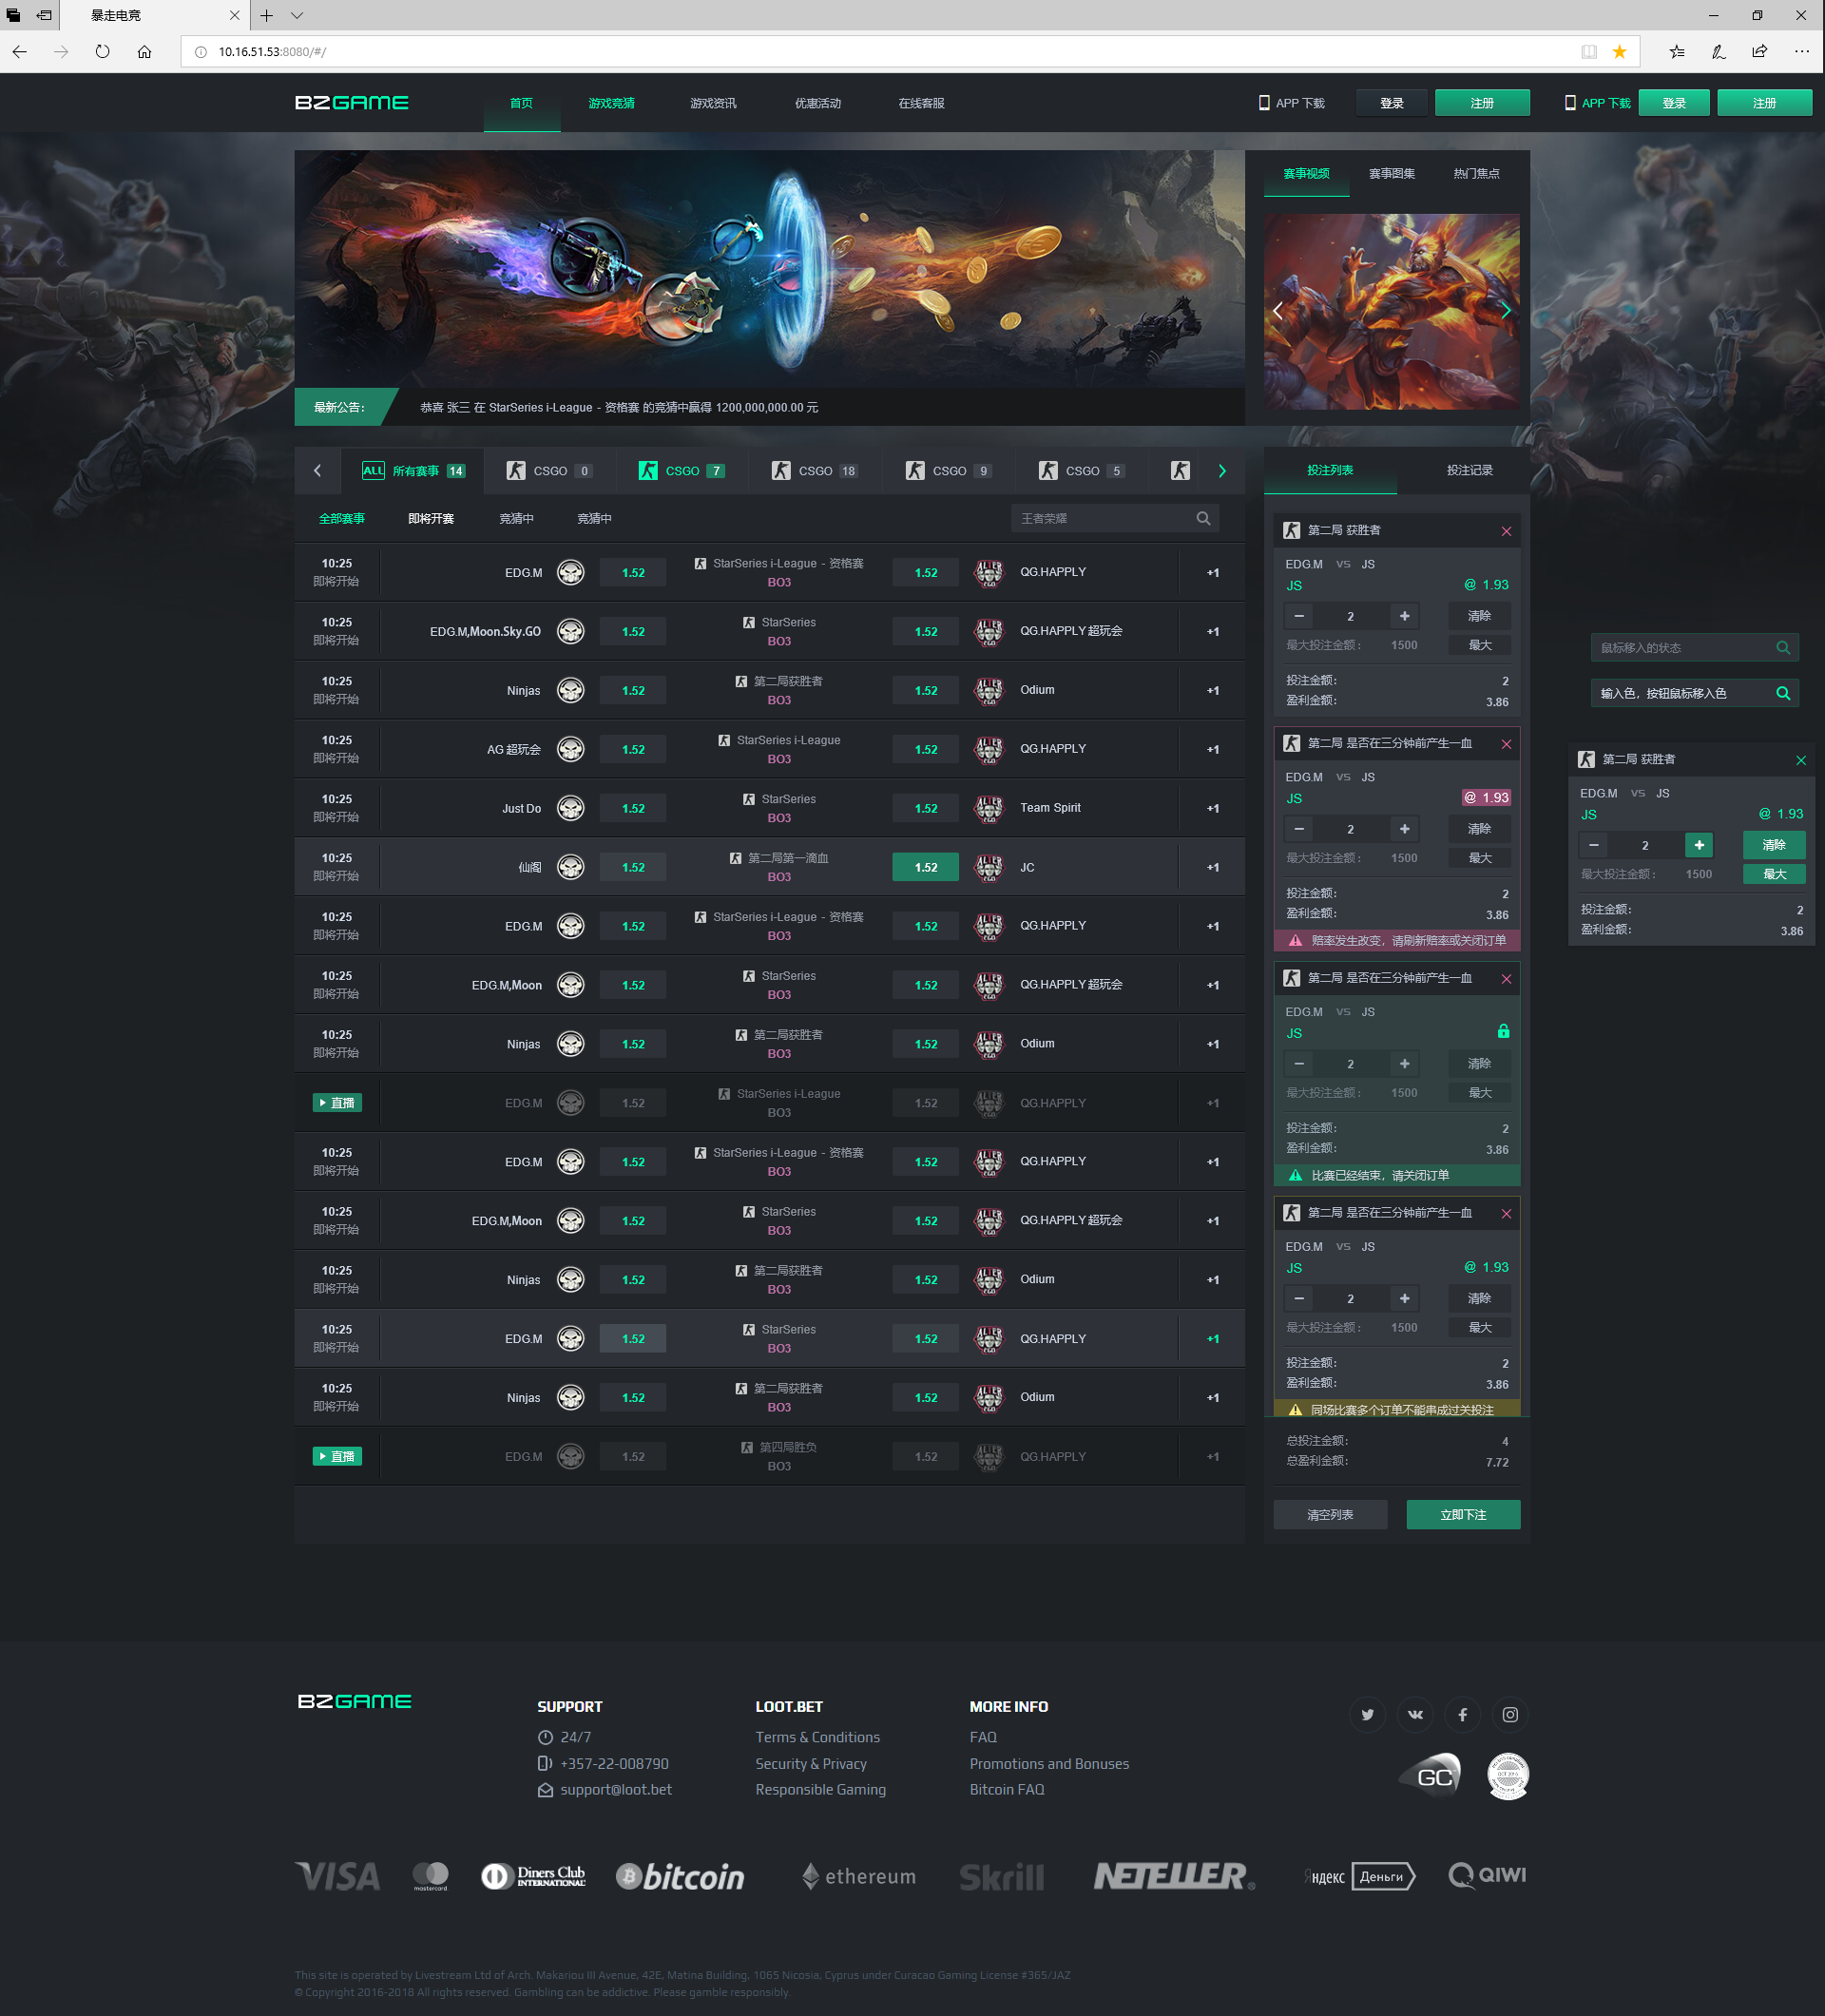 暴走电竞
10.16.51.53:8080/#/
BZGAME
首页
游戏竞猜
游戏资讯
优惠活动
在线客服
APP 下载
登录
注册
APP 下载
登录
注册
赛事视频
赛事图集
热门焦点
最新公告：
恭喜 张三 在 StarSeries i-League - 资格赛 的竞猜中赢得 1200,000,000.00 元
ALL 所有赛事 14
CSGO 0
CSGO 7
CSGO 18
CSGO 9
CSGO 5
全部赛事
即将开赛
竞猜中
竞猜中
王者荣耀
10:25
即将开始
EDG.M
1.52
StarSeries i-League - 资格赛
BO3
1.52
QG.HAPPLY
+1
10:25
即将开始
EDG.M,Moon.Sky.GO
1.52
StarSeries
BO3
1.52
QG.HAPPLY 超玩会
+1
10:25
即将开始
Ninjas
1.52
第二局获胜者
BO3
1.52
Odium
+1
10:25
即将开始
AG 超玩会
1.52
StarSeries i-League
BO3
1.52
QG.HAPPLY
+1
10:25
即将开始
Just Do
1.52
StarSeries
BO3
1.52
Team Spirit
+1
10:25
即将开始
仙阁
1.52
第二局第一滴血
BO3
1.52
JC
+1
10:25
即将开始
EDG.M
1.52
StarSeries i-League - 资格赛
BO3
1.52
QG.HAPPLY
+1
10:25
即将开始
EDG.M,Moon
1.52
StarSeries
BO3
1.52
QG.HAPPLY 超玩会
+1
10:25
即将开始
Ninjas
1.52
第二局获胜者
BO3
1.52
Odium
+1
直播
EDG.M
1.52
StarSeries i-League
BO3
1.52
QG.HAPPLY
+1
10:25
即将开始
EDG.M
1.52
StarSeries i-League - 资格赛
BO3
1.52
QG.HAPPLY
+1
10:25
即将开始
EDG.M,Moon
1.52
StarSeries
BO3
1.52
QG.HAPPLY 超玩会
+1
10:25
即将开始
Ninjas
1.52
第二局获胜者
BO3
1.52
Odium
+1
10:25
即将开始
EDG.M
1.52
StarSeries
BO3
1.52
QG.HAPPLY
+1
10:25
即将开始
Ninjas
1.52
第二局获胜者
BO3
1.52
Odium
+1
直播
EDG.M
1.52
第四局胜负
BO3
1.52
QG.HAPPLY
+1
投注列表
投注记录
第二局 获胜者
EDG.M VS JS
JS @ 1.93
2 清除
最大投注金额： 1500 最大
投注金额： 2
盈利金额： 3.86
第二局 是否在三分钟前产生一血
EDG.M VS JS
JS @ 1.93
2 清除
最大投注金额： 1500 最大
投注金额： 2
盈利金额： 3.86
赔率发生改变，请刷新赔率或关闭订单
第二局 是否在三分钟前产生一血
EDG.M VS JS
JS
2 清除
最大投注金额： 1500 最大
投注金额： 2
盈利金额： 3.86
比赛已经结束，请关闭订单
第二局 是否在三分钟前产生一血
EDG.M VS JS
JS @ 1.93
2 清除
最大投注金额： 1500 最大
投注金额： 2
盈利金额： 3.86
同场比赛多个订单不能串成过关投注
总投注金额： 4
总盈利金额： 7.72
清空列表
立即下注
鼠标移入的状态
输入色，按钮鼠标移入色
第二局 获胜者
EDG.M VS JS
JS @ 1.93
2 清除
最大投注金额： 1500 最大
投注金额： 2
盈利金额： 3.86
BZGAME
SUPPORT
24/7
+357-22-008790
support@loot.bet
LOOT.BET
Terms & Conditions
Security & Privacy
Responsible Gaming
MORE INFO
FAQ
Promotions and Bonuses
Bitcoin FAQ
GC
VISA
mastercard
Diners Club
INTERNATIONAL
bitcoin
ethereum
Skrill
NETELLER
Яндекс Деньги
QIWI
This site is operated by Livestream Ltd of Arch. Makariou III Avenue, 42E, Matina Building, 1065 Nicosia, Cyprus under Curacao Gaming License #365/JAZ
© Copyright 2016-2018 All rights reserved. Gambling can be addictive. Please gamble responsibly.